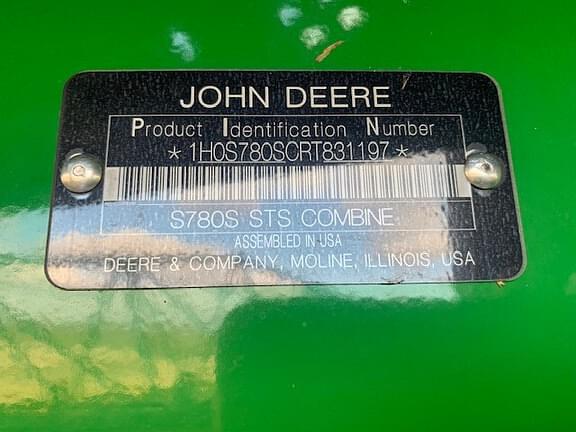 JOHN DEERE
Product Identification Number
*1H0S780SCRT831197*
S780S STS COMBINE
ASSEMBLED IN USA
DEERE & COMPANY, MOLINE, ILLINOIS, USA